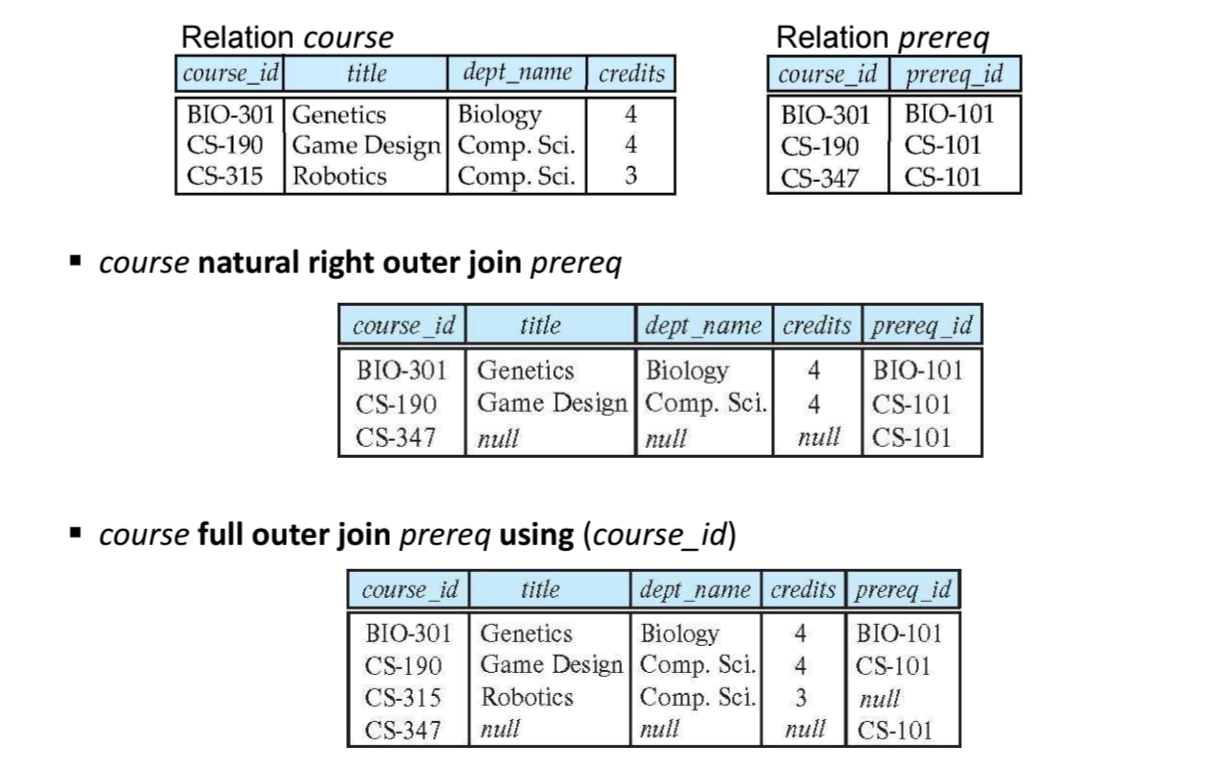 Relation course
Relation prereq
course_id title dept_name credits
course_id prereq_id
BIO-301 Genetics Biology 4
BIO-301 BIO-101
CS-190 Game Design Comp. Sci. 4
CS-190 CS-101
CS-315 Robotics Comp. Sci. 3
CS-347 CS-101
▪ course natural right outer join prereq
course_id title dept_name credits prereq_id
BIO-301 Genetics Biology 4 BIO-101
CS-190 Game Design Comp. Sci. 4 CS-101
CS-347 null null null CS-101
▪ course full outer join prereq using (course_id)
course_id title dept_name credits prereq_id
BIO-301 Genetics Biology 4 BIO-101
CS-190 Game Design Comp. Sci. 4 CS-101
CS-315 Robotics Comp. Sci. 3 null
CS-347 null null null CS-101